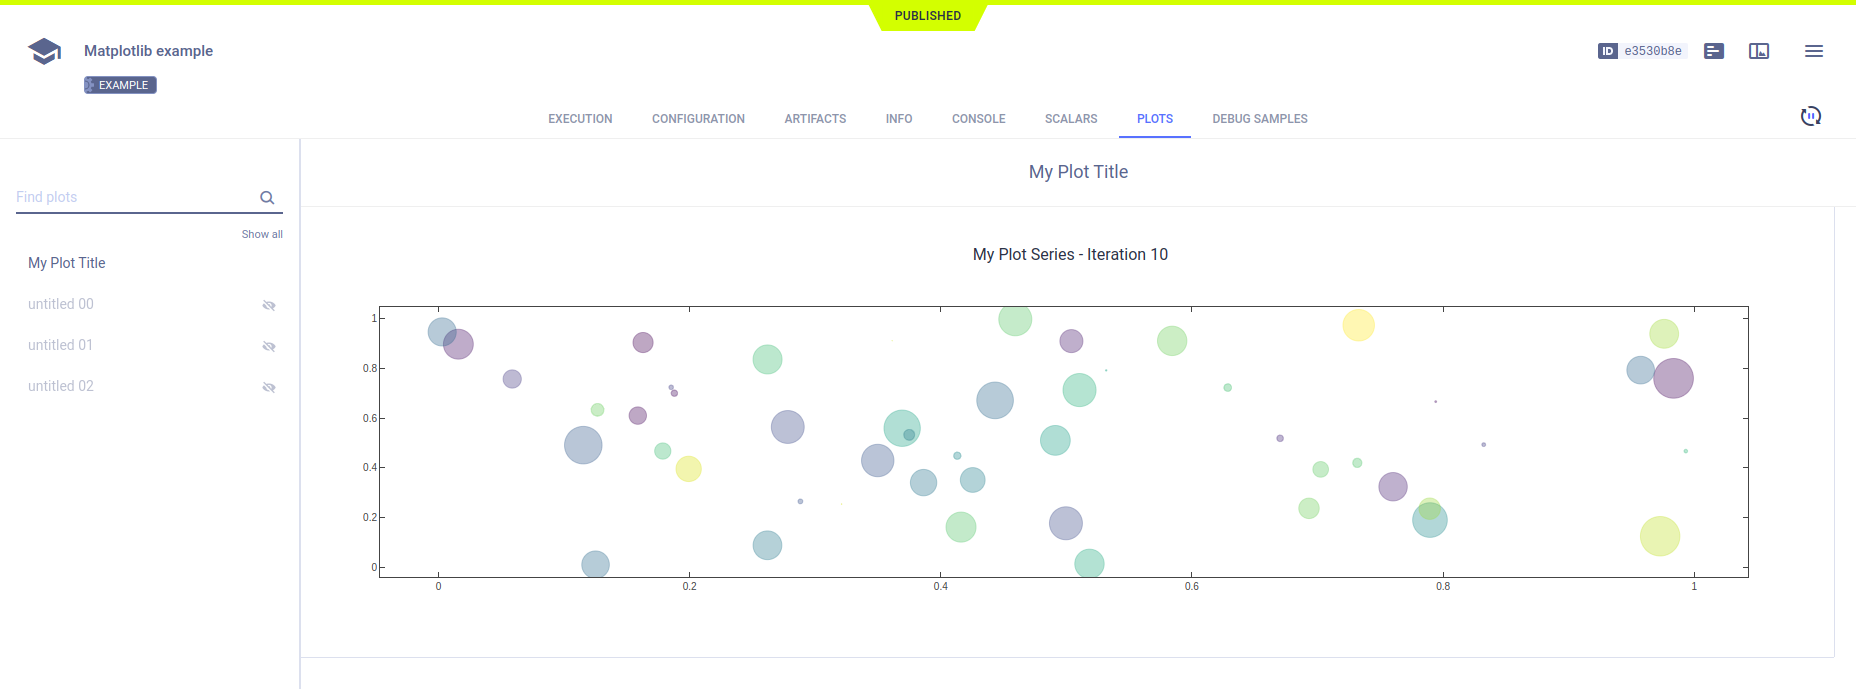 PUBLISHED
Matplotlib example
ID e3530b8e
EXAMPLE
EXECUTION CONFIGURATION ARTIFACTS INFO CONSOLE SCALARS PLOTS DEBUG SAMPLES
Find plots
Show all
My Plot Title
untitled 00
untitled 01
untitled 02
My Plot Title
My Plot Series - Iteration 10
1
0.8
0.6
0.4
0.2
0
0 0.2 0.4 0.6 0.8 1